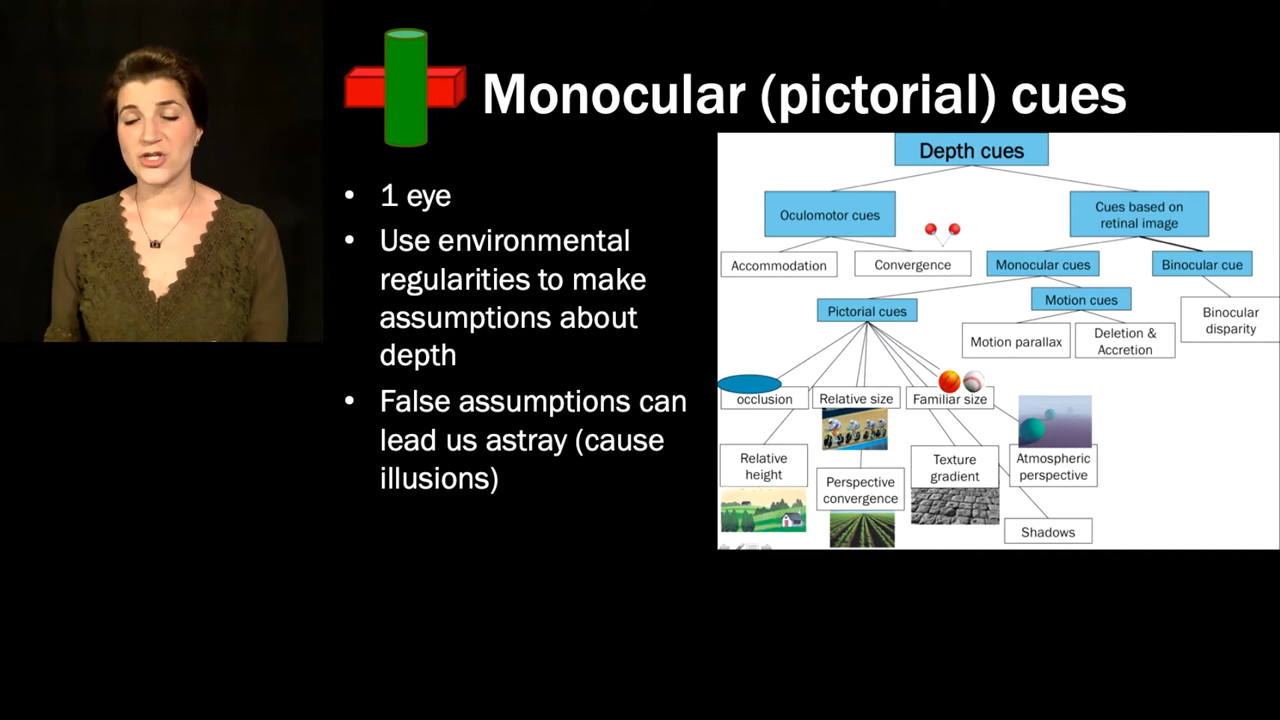 Monocular (pictorial) cues
• 1 eye
• Use environmental
regularities to make
assumptions about
depth
• False assumptions can
lead us astray (cause
illusions)
Depth cues
Oculomotor cues
Cues based on
retinal image
Accommodation
Convergence
Monocular cues
Binocular cue
Pictorial cues
Motion cues
Binocular
disparity
Motion parallax
Deletion &
Accretion
occlusion
Relative size
Familiar size
Relative
height
Perspective
convergence
Texture
gradient
Atmospheric
perspective
Shadows